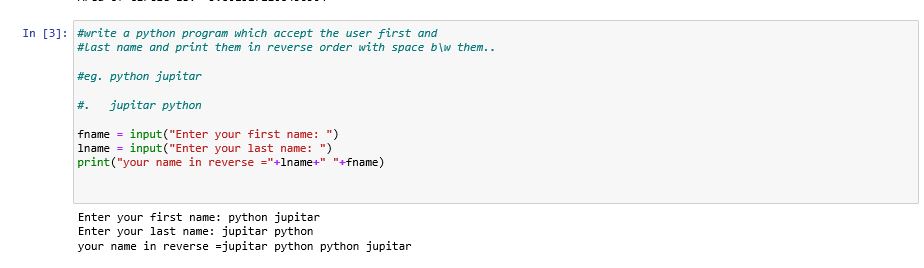 In [3]: #write a python program which accept the user first and
#last name and print them in reverse order with space b\w them..
#eg. python jupitar
#.   jupitar python
fname = input("Enter your first name: ")
lname = input("Enter your last name: ")
print("your name in reverse ="+lname+" "+fname)
Enter your first name: python jupitar
Enter your last name: jupitar python
your name in reverse =jupitar python python jupitar